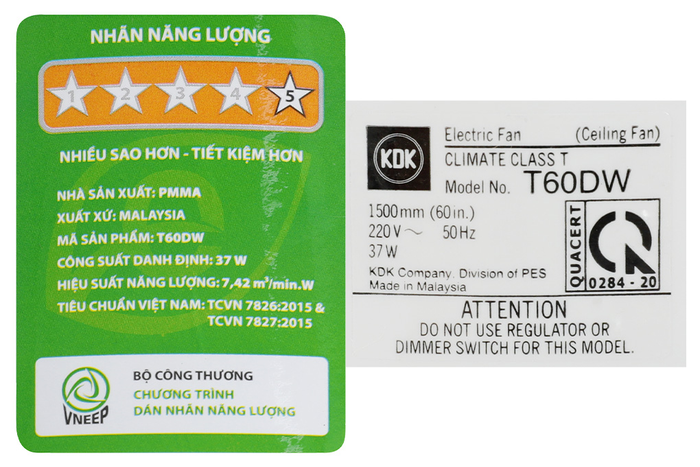 NHÃN NĂNG LƯỢNG
1 2 3 4 5
NHIỀU SAO HƠN - TIẾT KIỆM HƠN
NHÀ SẢN XUẤT: PMMA
XUẤT XỨ: MALAYSIA
MÃ SẢN PHẨM: T60DW
CÔNG SUẤT DANH ĐỊNH: 37 W
HIỆU SUẤT NĂNG LƯỢNG: 7,42 m³/min.W
TIÊU CHUẨN VIỆT NAM: TCVN 7826:2015 &
TCVN 7827:2015
VNEEP
BỘ CÔNG THƯƠNG
CHƯƠNG TRÌNH
DÁN NHÃN NĂNG LƯỢNG
KDK
Electric Fan (Ceiling Fan)
CLIMATE CLASS T
Model No. T60DW
1500mm (60in.)
220V ~ 50Hz
37W
KDK Company. Division of PES
Made in Malaysia
QUACERT
0284 - 20
ATTENTION
DO NOT USE REGULATOR OR
DIMMER SWITCH FOR THIS MODEL.